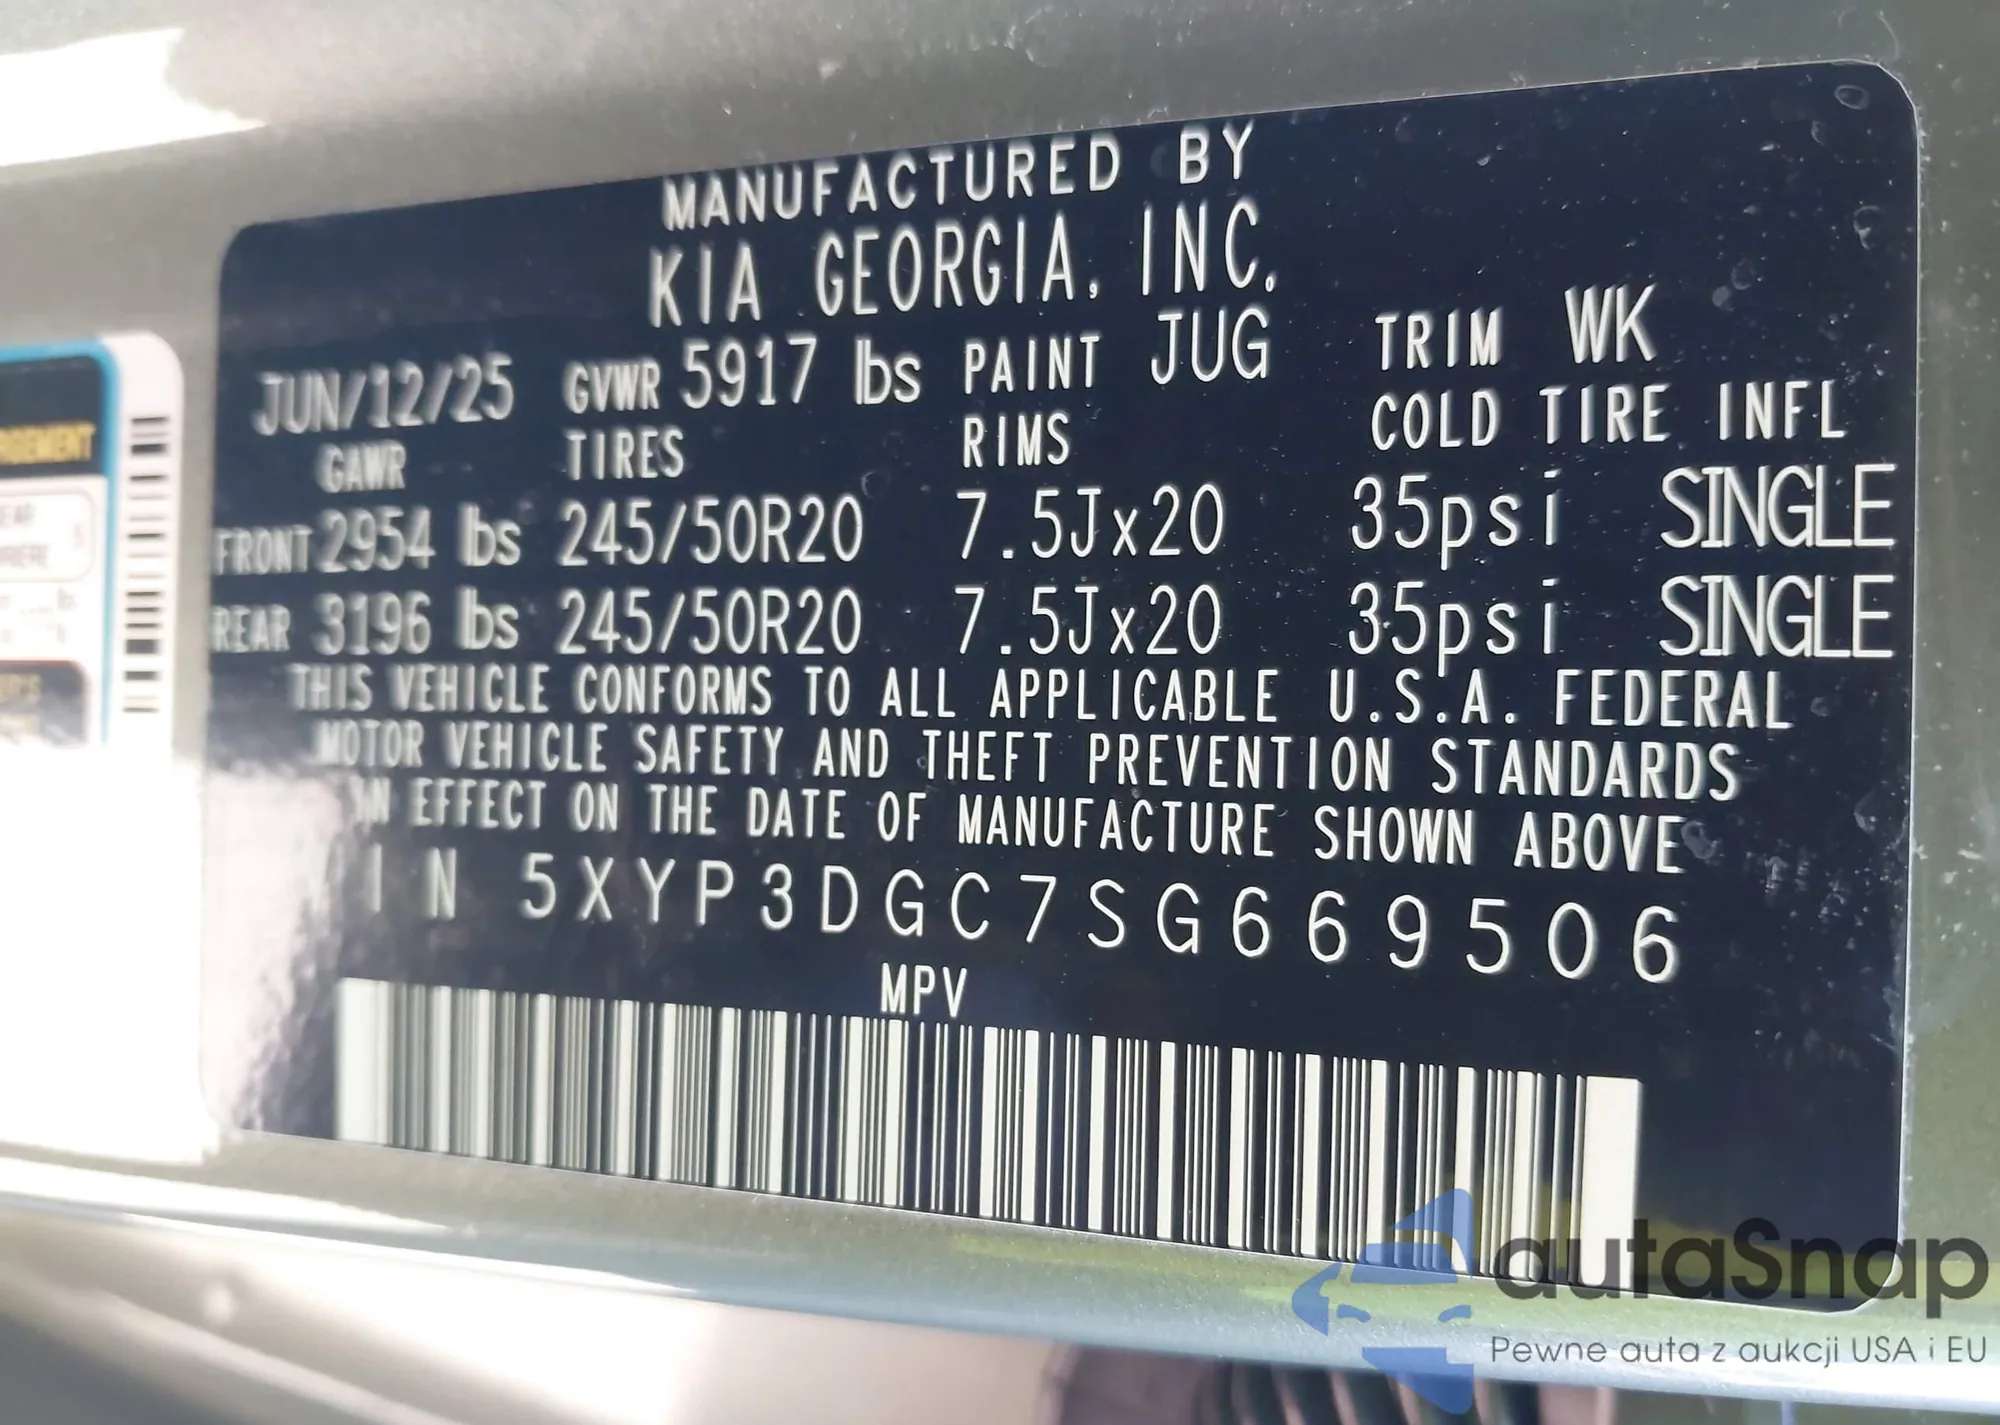 MANUFACTURED BY
KIA GEORGIA, INC.
JUN/12/25 GVWR 5917 lbs PAINT JUG TRIM WK
GAWR TIRES RIMS COLD TIRE INFL
FRONT 2954 lbs 245/50R20 7.5Jx20 35psi SINGLE
REAR 3196 lbs 245/50R20 7.5Jx20 35psi SINGLE
THIS VEHICLE CONFORMS TO ALL APPLICABLE U.S.A. FEDERAL
MOTOR VEHICLE SAFETY AND THEFT PREVENTION STANDARDS
IN EFFECT ON THE DATE OF MANUFACTURE SHOWN ABOVE
IN 5XYP3DGC7SG669506
MPV
autaSnap
Pewne auta z aukcji USA i EU